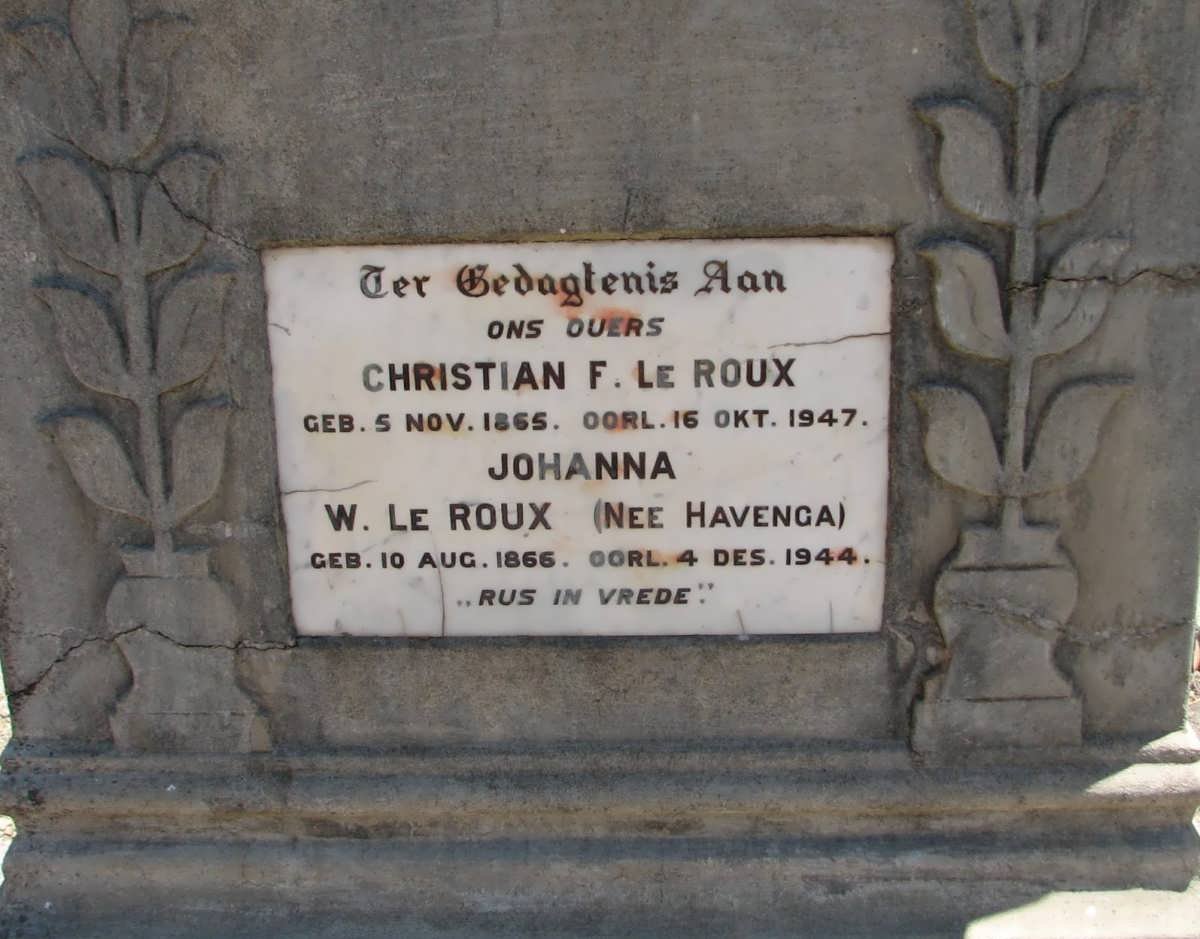 Ter Gedagtenis Aan
ONS OUERS
CHRISTIAN F. LE ROUX
GEB. 5 NOV. 1865. OORL. 16 OKT. 1947.
JOHANNA
W. LE ROUX (NEE HAVENGA)
GEB. 10 AUG. 1866. OORL. 4 DES. 1944.
„RUS IN VREDE".